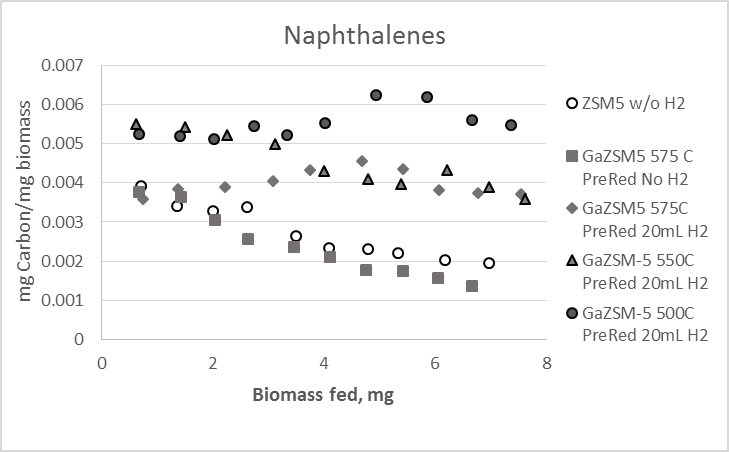 Naphthalenes
mg Carbon/mg biomass
0.007
0.006
0.005
0.004
0.003
0.002
0.001
0
0 2 4 6 8
Biomass fed, mg
ZSM5 w/o H2
GaZSM5 575 C
PreRed No H2
GaZSM5 575C
PreRed 20mL H2
GaZSM-5 550C
PreRed 20mL H2
GaZSM-5 500C
PreRed 20mL H2